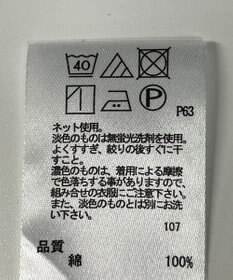 40
P
P63
ネット使用。
淡色のものは無蛍光洗剤を使用。
よくすすぎ、絞りの後すぐに干
すこと。
濃色のものは、着用による摩擦
で色落ちする事がありますので、
組み合せの衣服にご注意下さい。
また、淡色のものとは別にお洗
い下さい。
107
品質
綿 100%